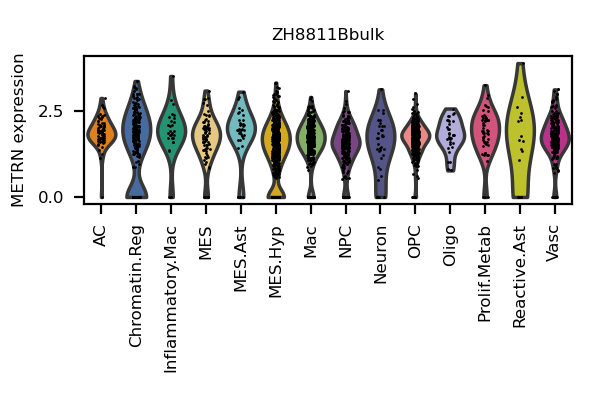 ZH8811Bbulk
METRN expression
2.5
0.0
AC
Chromatin.Reg
Inflammatory.Mac
MES
MES.Ast
MES.Hyp
Mac
NPC
Neuron
OPC
Oligo
Prolif.Metab
Reactive.Ast
Vasc